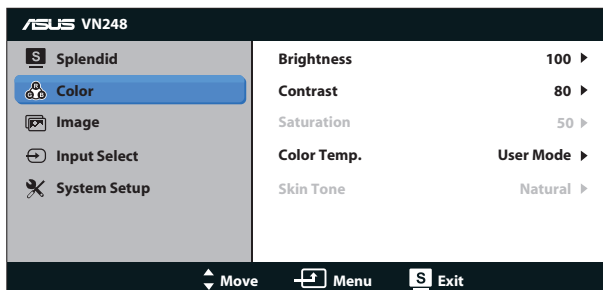 ASUS VN248
S Splendid
R G B Color
Image
Input Select
System Setup
Brightness 100
Contrast 80
Saturation 50
Color Temp. User Mode
Skin Tone Natural
Move Menu S Exit